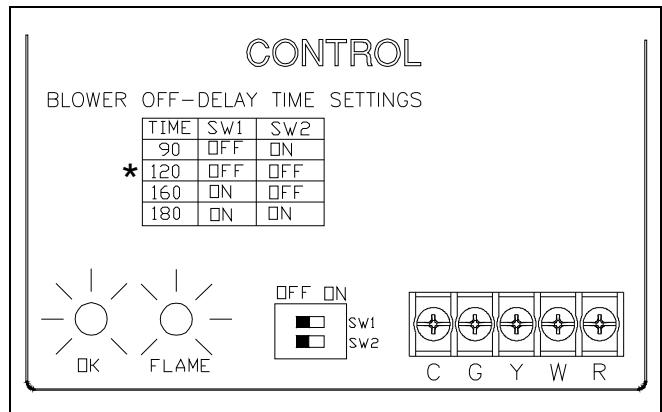 CONTROL
BLOWER OFF-DELAY TIME SETTINGS
TIME SW1 SW2
90 OFF ON
* 120 OFF OFF
160 ON OFF
180 ON ON
OFF ON
SW1
SW2
OK FLAME
C G Y W R